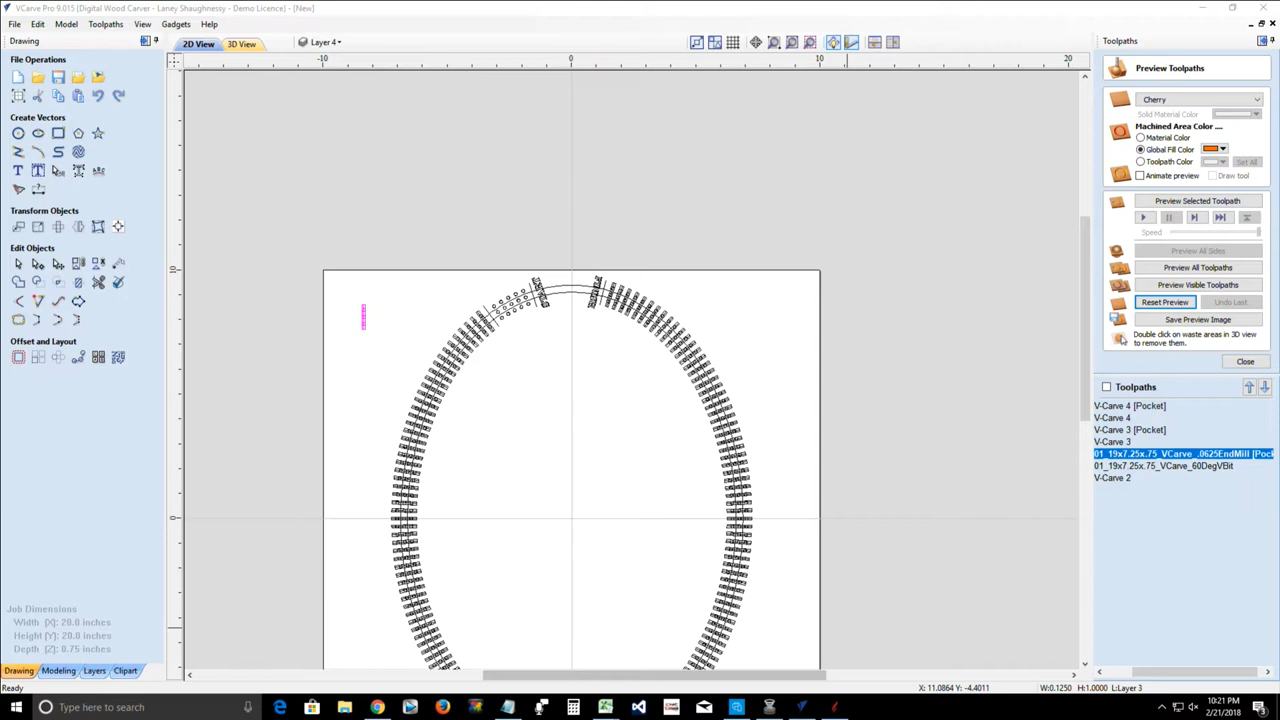 VCarve Pro 9.015 {Digital Wood Carver - Laney Shaughnessy - Demo Licence} - [New]
File Edit Model Toolpaths View Gadgets Help
Drawing
2D View 3D View Layer 4
Toolpaths
File Operations
Create Vectors
Transform Objects
Edit Objects
Offset and Layout
Job Dimensions
Width (X): 20.0 inches
Height (Y): 20.0 inches
Depth (Z): 0.75 inches
Drawing Modeling Layers Clipart
-10 0 10 20
10
0
Preview Toolpaths
Cherry
Solid Material Color
Machined Area Color ....
Material Color
Global Fill Color
Toolpath Color Set All
Animate preview Draw tool
Preview Selected Toolpath
Speed
Preview All Sides
Preview All Toolpaths
Preview Visible Toolpaths
Reset Preview Undo Last
Save Preview Image
Double click on waste areas in 3D view
to remove them.
Close
Toolpaths
V-Carve 4 [Pocket]
V-Carve 4
V-Carve 3 [Pocket]
V-Carve 3
01_19x7.25x.75_VCarve_.0625EndMill [Pock
01_19x7.25x.75_VCarve_60DegVBit
V-Carve 2
Ready
X: 11.0864 Y: -4.4011 W:0.1250 H:1.0000 L:Layer 3
Type here to search
10:21 PM
2/21/2018